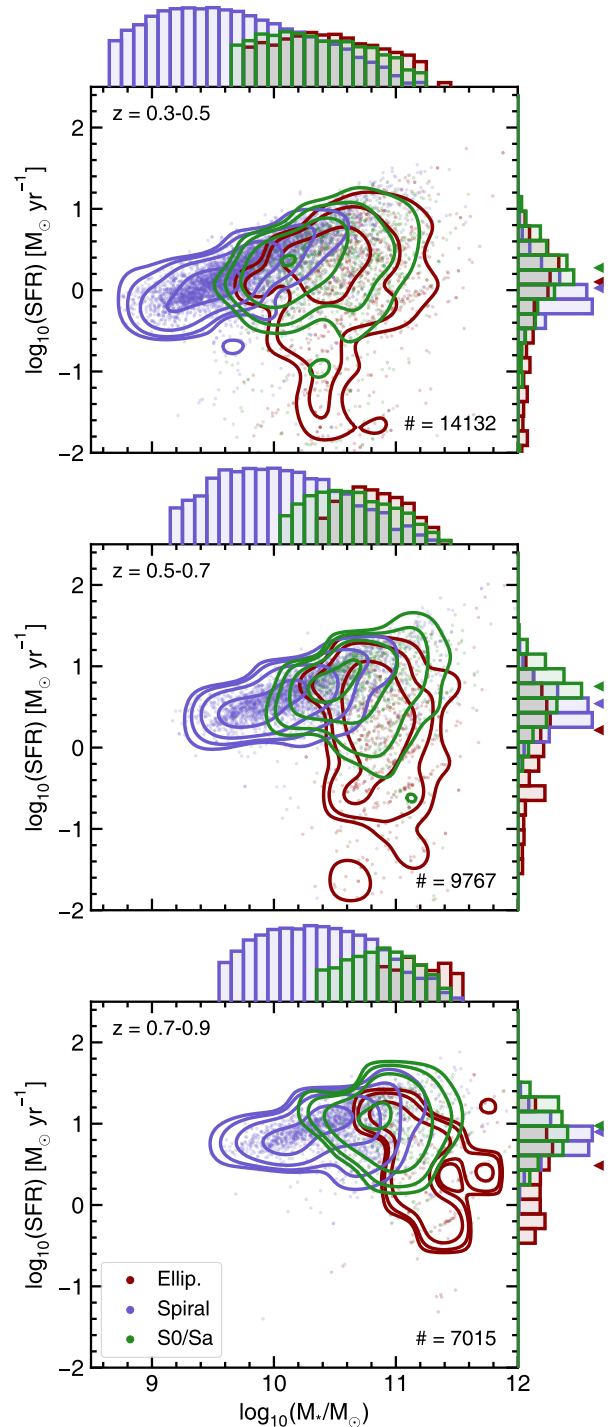 z = 0.3-0.5
2
1
0
−1
−2
log₁₀(SFR) [M⊙ yr⁻¹]
# = 14132
z = 0.5-0.7
2
1
0
−1
−2
log₁₀(SFR) [M⊙ yr⁻¹]
# = 9767
z = 0.7-0.9
2
1
0
−1
−2
log₁₀(SFR) [M⊙ yr⁻¹]
Ellip.
Spiral
S0/Sa
# = 7015
9 10 11 12
log₁₀(M*/M⊙)